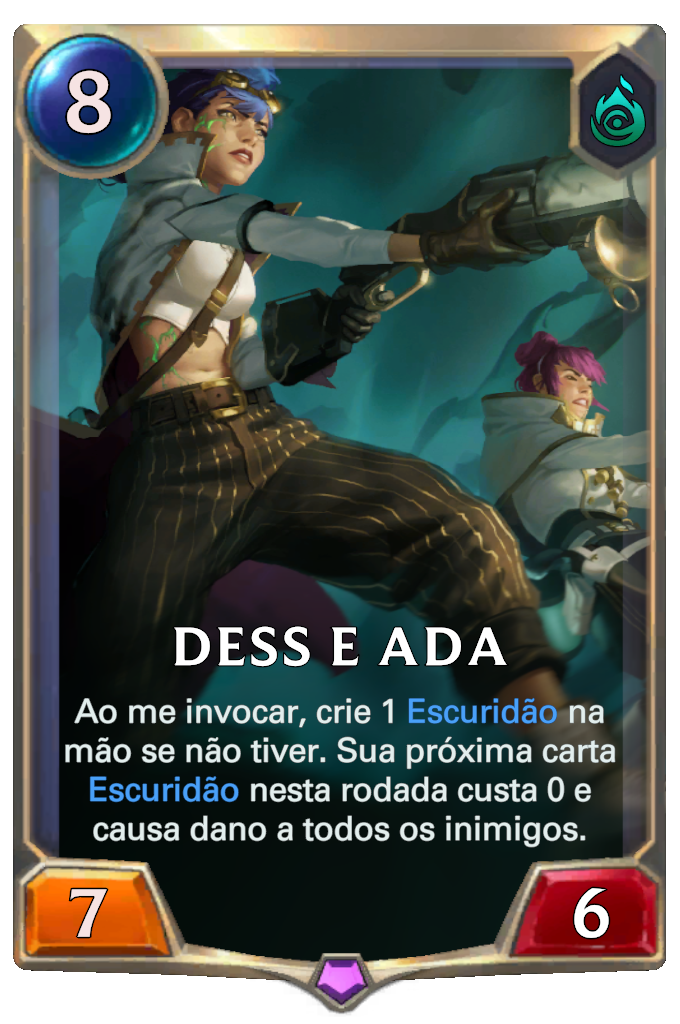 8
DESS E ADA
Ao me invocar, crie 1 Escuridão na
mão se não tiver. Sua próxima carta
Escuridão nesta rodada custa 0 e
causa dano a todos os inimigos.
7
6